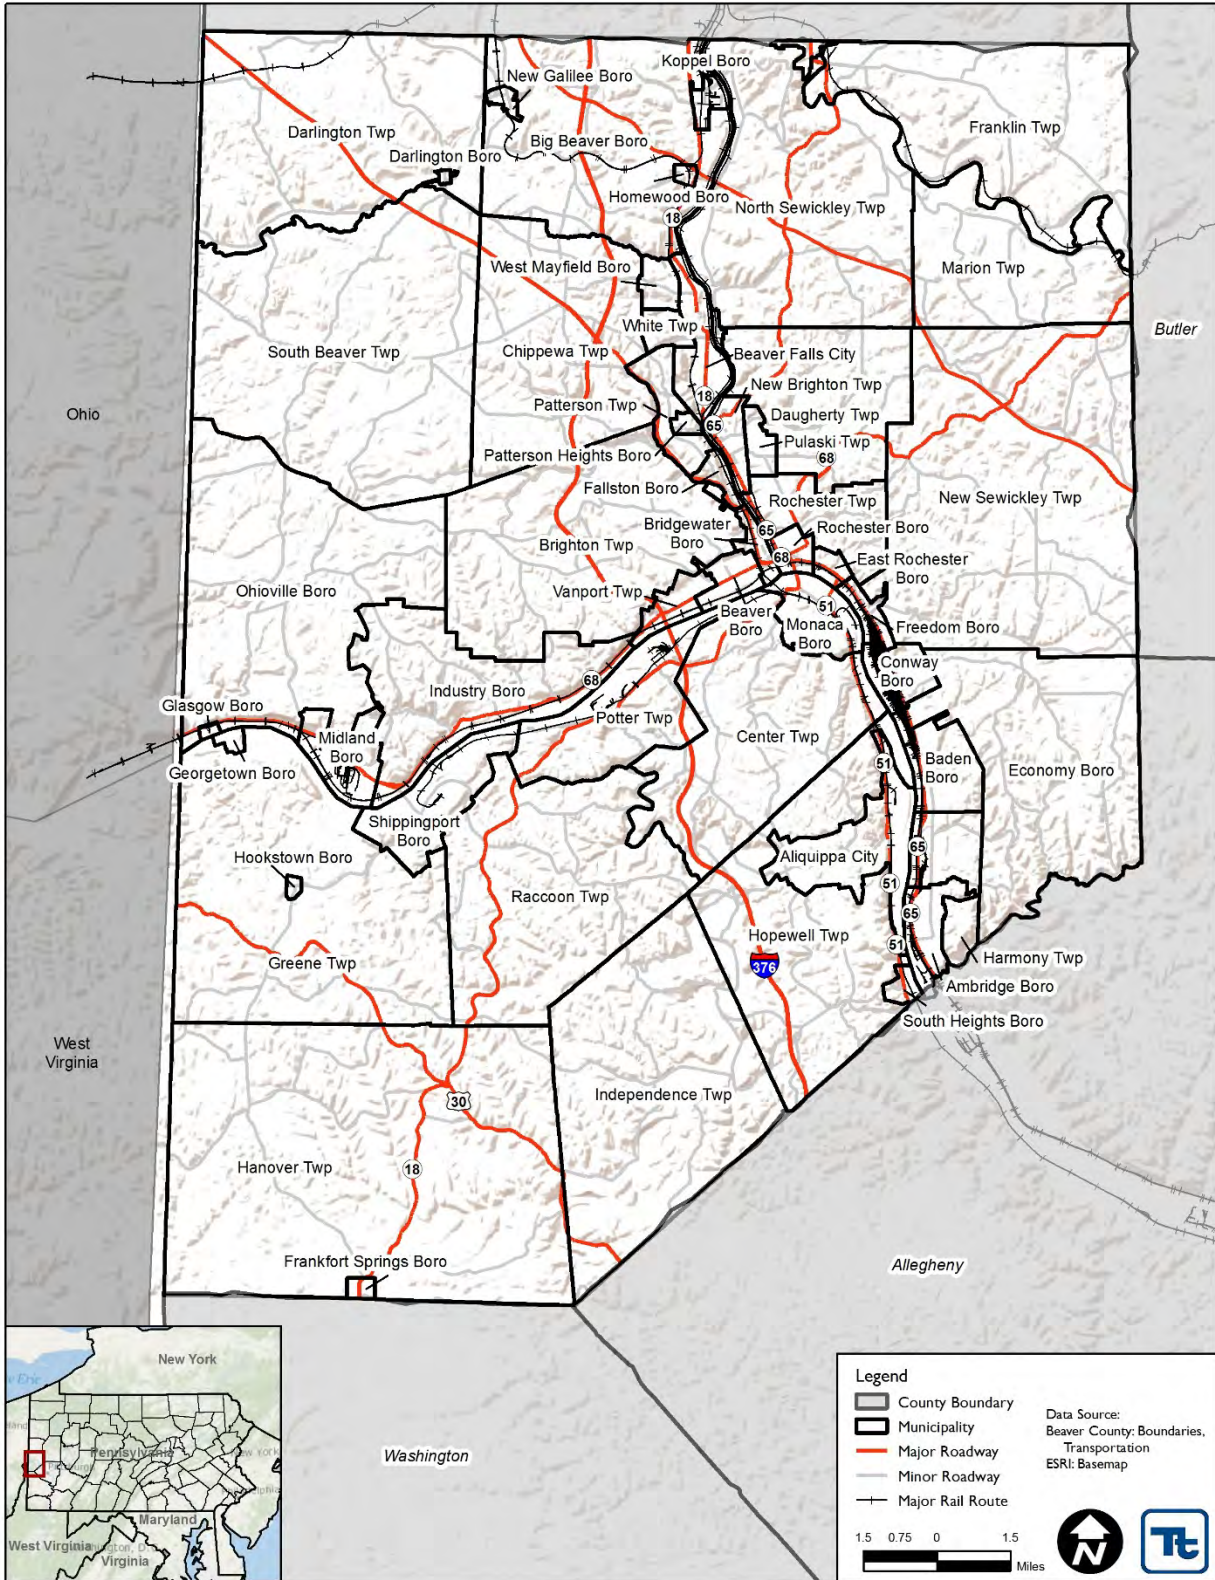 Koppel Boro
New Galilee Boro
Franklin Twp
Darlington Twp
Big Beaver Boro
Darlington Boro
Homewood Boro
North Sewickley Twp
18
West Mayfield Boro
Marion Twp
White Twp
Butler
South Beaver Twp
Chippewa Twp
Beaver Falls City
New Brighton Twp
18
Ohio
Patterson Twp
Daugherty Twp
65
Pulaski Twp
Patterson Heights Boro
68
Fallston Boro
Rochester Twp
New Sewickley Twp
Bridgewater
Boro
65
Rochester Boro
Brighton Twp
68
East Rochester
Boro
Ohioville Boro
Vanport Twp
Beaver
Boro
51
Monaca
Boro
Freedom Boro
Conway
Boro
68
Industry Boro
Glasgow Boro
Potter Twp
Center Twp
Midland
Boro
Georgetown Boro
51
Baden
Boro
Economy Boro
Shippingport
Boro
65
Hookstown Boro
Aliquippa City
51
Raccoon Twp
65
Hopewell Twp
51
Harmony Twp
Greene Twp
376
Ambridge Boro
South Heights Boro
West
Virginia
Independence Twp
30
Hanover Twp
18
Frankfort Springs Boro
Allegheny
Washington
New York
Pennsylvania
Maryland
West Virginia
Virginia
Legend
County Boundary
Municipality
Major Roadway
Minor Roadway
Major Rail Route
Data Source:
Beaver County: Boundaries,
Transportation
ESRI: Basemap
1.5 0.75 0 1.5
Miles
N
Tt